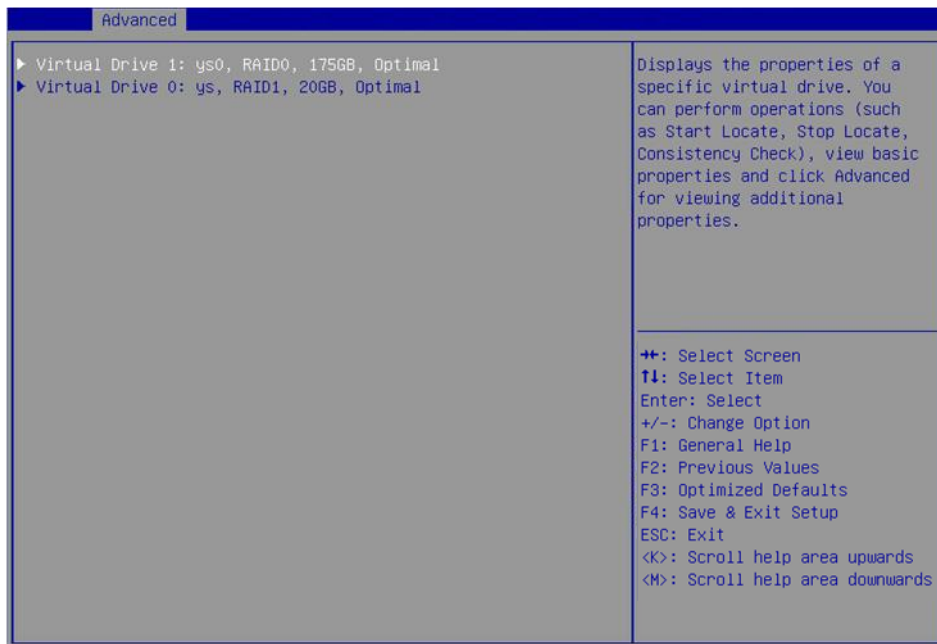 Advanced
Virtual Drive 1: ys0, RAID0, 175GB, Optimal
Virtual Drive 0: ys, RAID1, 20GB, Optimal
Displays the properties of a
specific virtual drive. You
can perform operations (such
as Start Locate, Stop Locate,
Consistency Check), view basic
properties and click Advanced
for viewing additional
properties.
→←: Select Screen
↑↓: Select Item
Enter: Select
+/-: Change Option
F1: General Help
F2: Previous Values
F3: Optimized Defaults
F4: Save & Exit Setup
ESC: Exit
<K>: Scroll help area upwards
<M>: Scroll help area downwards